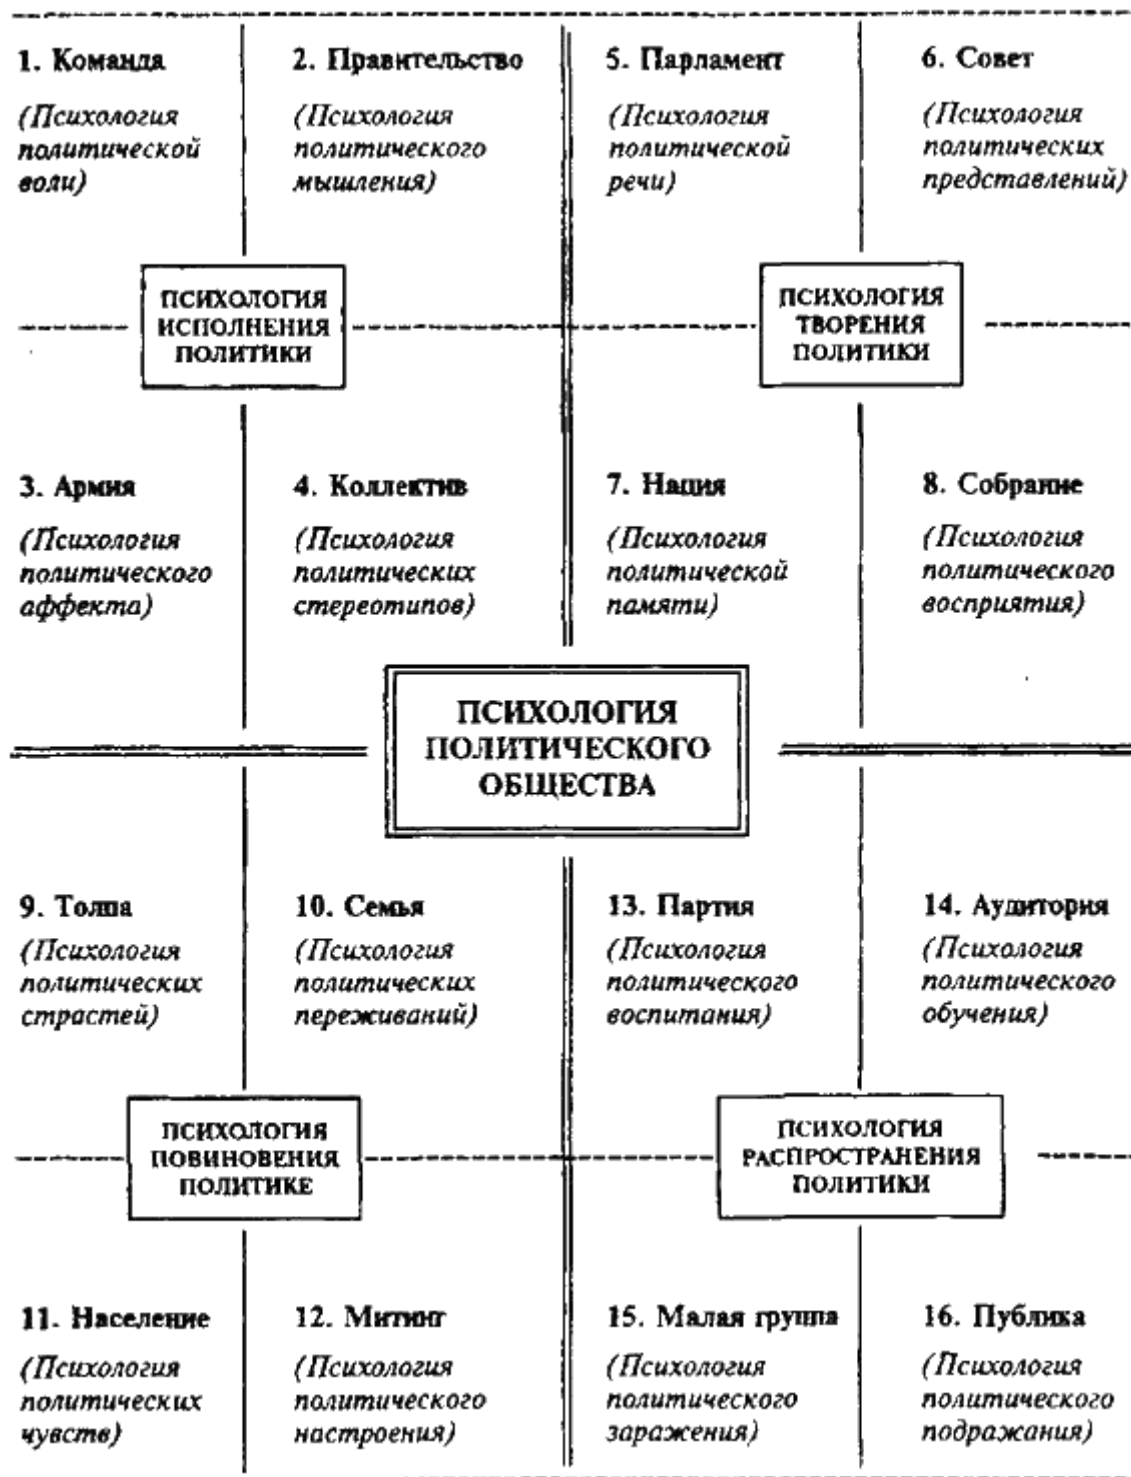 1. Команда
(Психология
политической
воли)
2. Правительство
(Психология
политического
мышления)
5. Парламент
(Психология
политической
речи)
6. Совет
(Психология
политических
представлений)
ПСИХОЛОГИЯ
ИСПОЛНЕНИЯ
ПОЛИТИКИ
ПСИХОЛОГИЯ
ТВОРЕНИЯ
ПОЛИТИКИ
3. Армия
(Психология
политического
аффекта)
4. Коллектив
(Психология
политических
стереотипов)
7. Нация
(Психология
политической
памяти)
8. Собрание
(Психология
политического
восприятия)
ПСИХОЛОГИЯ
ПОЛИТИЧЕСКОГО
ОБЩЕСТВА
9. Толпа
(Психология
политических
страстей)
10. Семья
(Психология
политических
переживаний)
13. Партия
(Психология
политического
воспитания)
14. Аудитория
(Психология
политического
обучения)
ПСИХОЛОГИЯ
ПОВИНОВЕНИЯ
ПОЛИТИКЕ
ПСИХОЛОГИЯ
РАСПРОСТРАНЕНИЯ
ПОЛИТИКИ
11. Население
(Психология
политических
чувств)
12. Митинг
(Психология
политического
настроения)
15. Малая группа
(Психология
политического
заражения)
16. Публика
(Психология
политического
подражания)